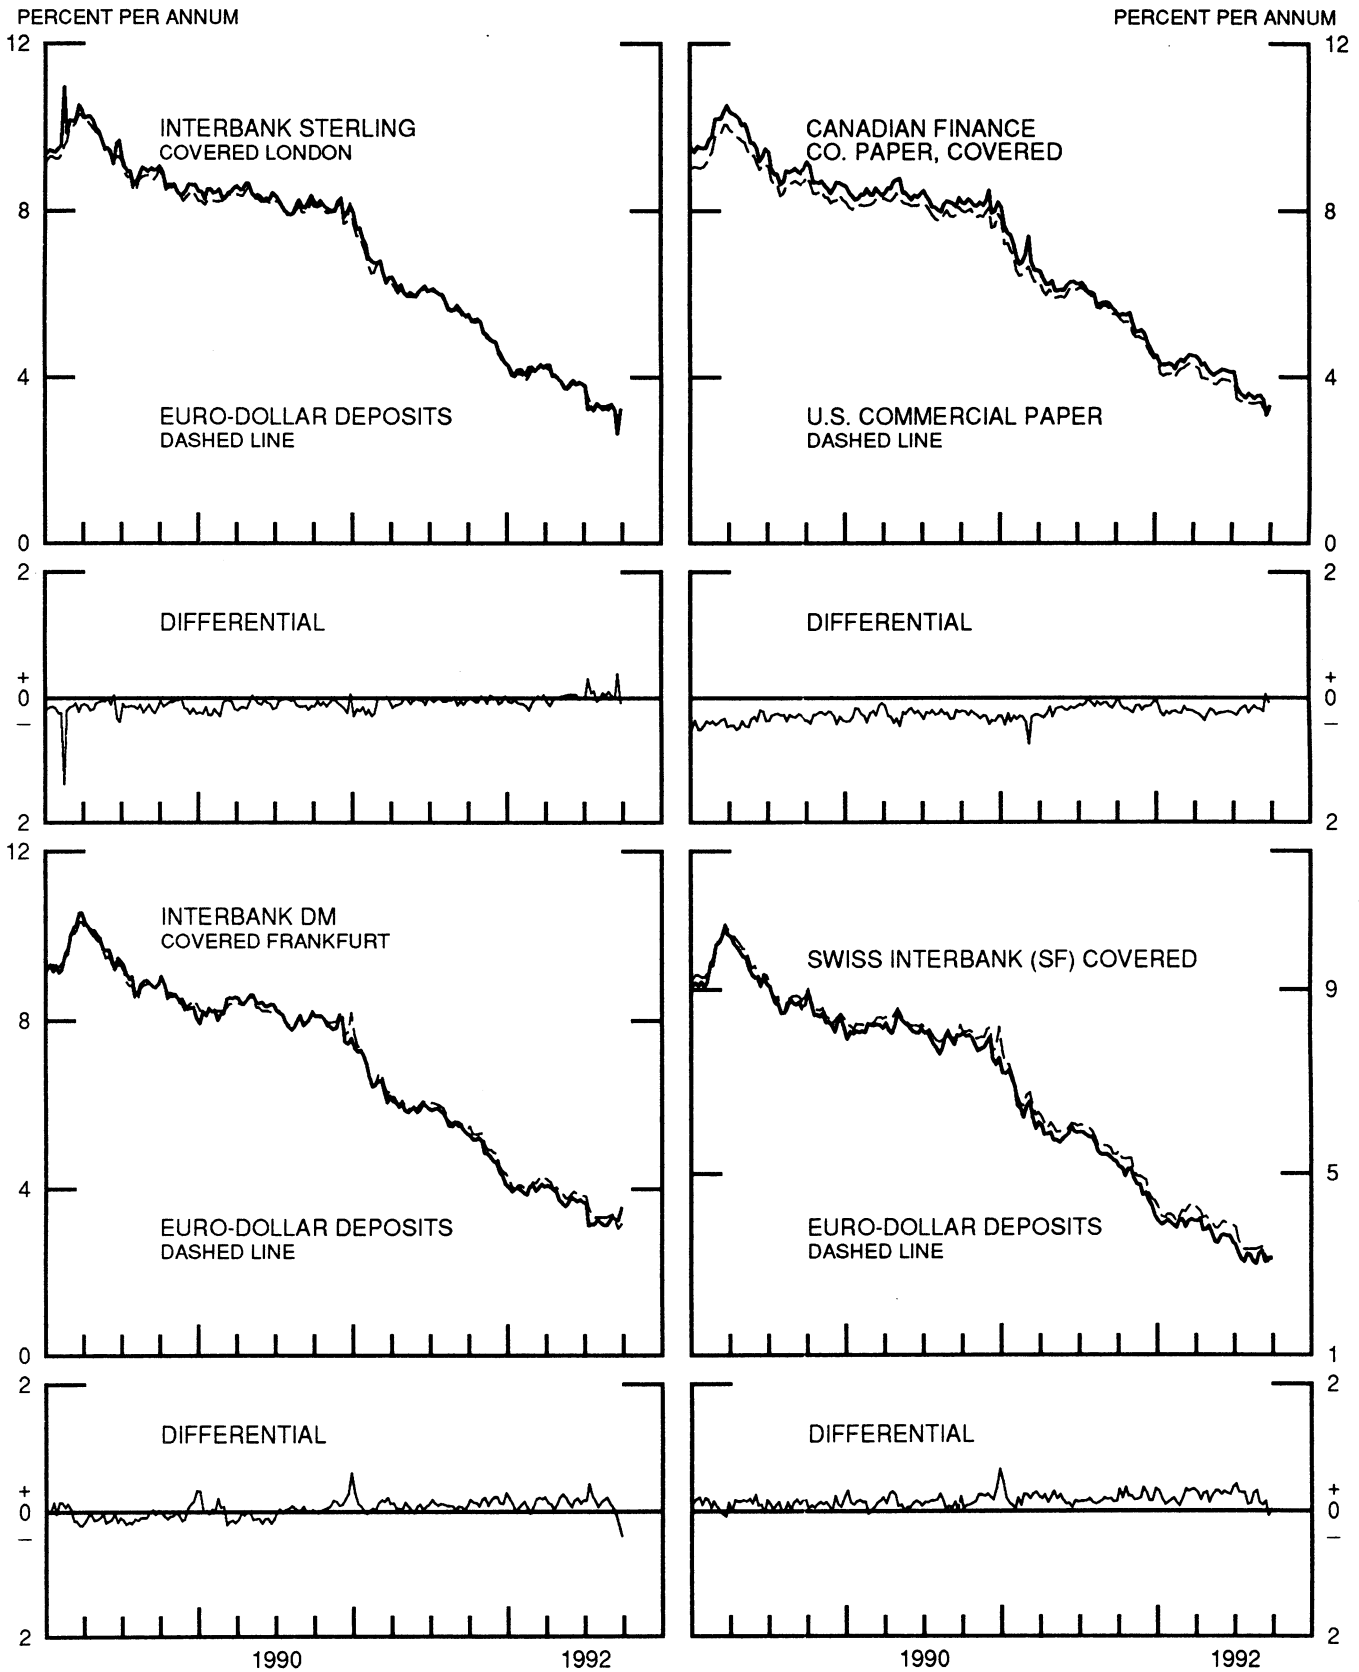 PERCENT PER ANNUM
PERCENT PER ANNUM
12
12
INTERBANK STERLING
COVERED LONDON
CANADIAN FINANCE
CO. PAPER, COVERED
8
8
4
4
EURO-DOLLAR DEPOSITS
DASHED LINE
U.S. COMMERCIAL PAPER
DASHED LINE
0
0
2
2
DIFFERENTIAL
DIFFERENTIAL
+
0
–
+
0
–
2
2
12
INTERBANK DM
COVERED FRANKFURT
SWISS INTERBANK (SF) COVERED
8
9
4
5
EURO-DOLLAR DEPOSITS
DASHED LINE
EURO-DOLLAR DEPOSITS
DASHED LINE
0
1
2
2
DIFFERENTIAL
DIFFERENTIAL
+
0
–
+
0
–
2
2
1990
1992
1990
1992